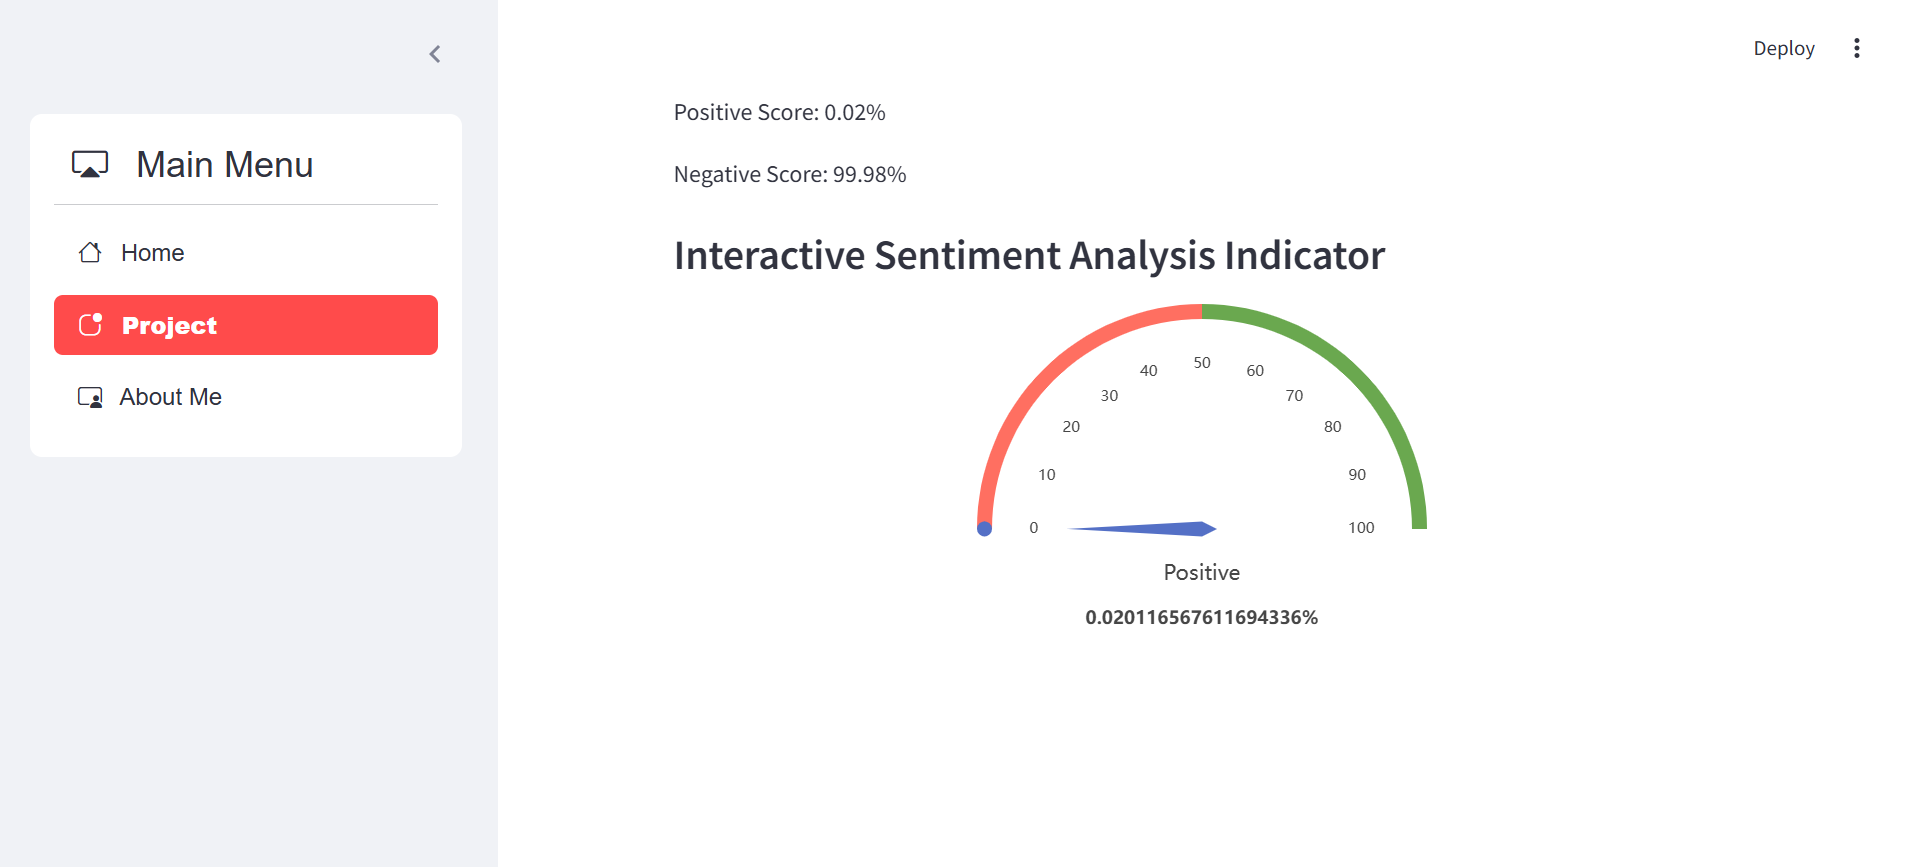 Deploy
Main Menu
Home
Project
About Me
Positive Score: 0.02%
Negative Score: 99.98%
Interactive Sentiment Analysis Indicator
0
10
20
30
40
50
60
70
80
90
100
Positive
0.020116567611694336%